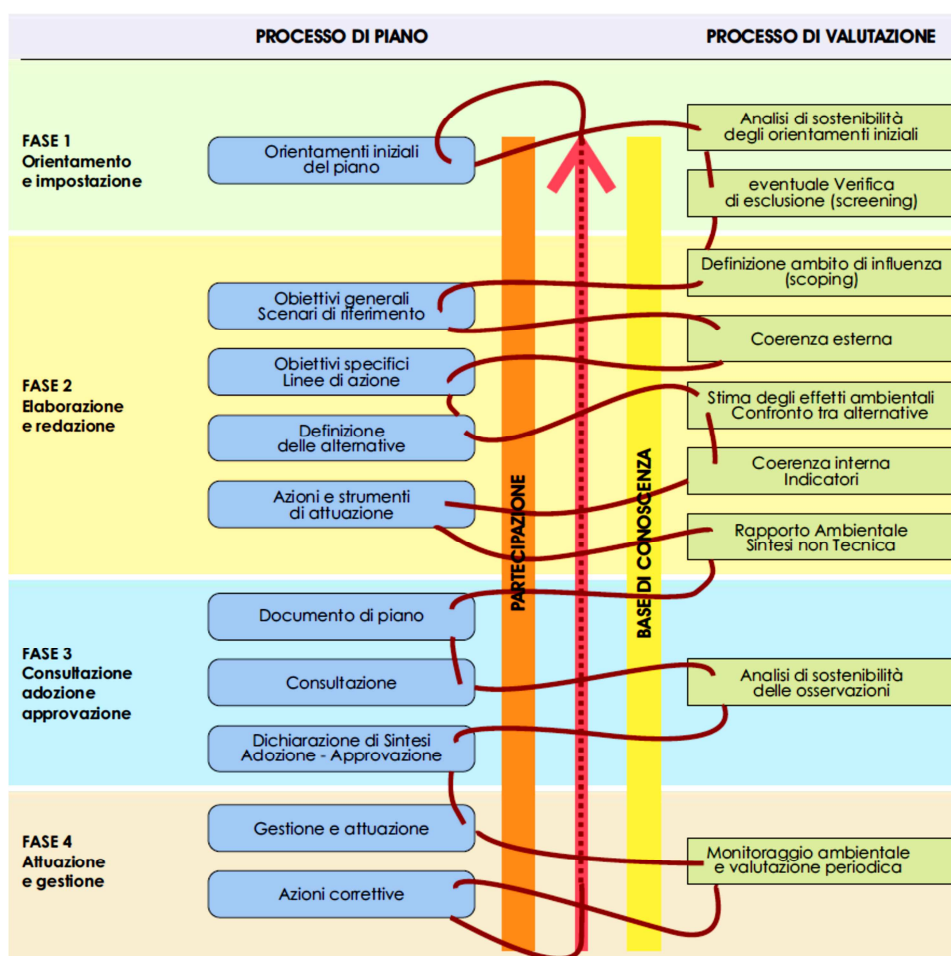 PROCESSO DI PIANO
PROCESSO DI VALUTAZIONE
FASE 1
Orientamento
e impostazione
Orientamenti iniziali
del piano
Analisi di sostenibilità
degli orientamenti iniziali
eventuale Verifica
di esclusione (screening)
FASE 2
Elaborazione
e redazione
Obiettivi generali
Scenari di riferimento
Obiettivi specifici
Linee di azione
Definizione
delle alternative
Azioni e strumenti
di attuazione
Definizione ambito di influenza
(scoping)
Coerenza esterna
Stima degli effetti ambientali
Confronto tra alternative
Coerenza interna
Indicatori
Rapporto Ambientale
Sintesi non Tecnica
PARTECIPAZIONE
BASE DI CONOSCENZA
FASE 3
Consultazione
adozione
approvazione
Documento di piano
Consultazione
Dichiarazione di Sintesi
Adozione - Approvazione
Analisi di sostenibilità
delle osservazioni
FASE 4
Attuazione
e gestione
Gestione e attuazione
Azioni correttive
Monitoraggio ambientale
e valutazione periodica